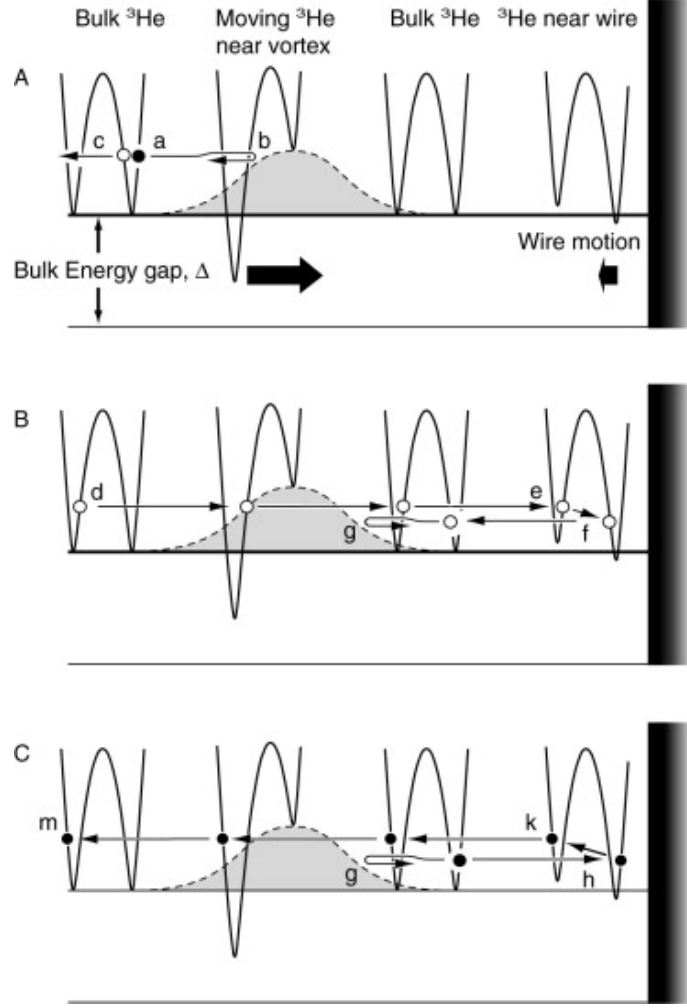 Bulk ³He
Moving ³He
near vortex
Bulk ³He
³He near wire
A
c
a
b
Wire motion
Bulk Energy gap, Δ
B
d
e
g
f
C
m
k
g
h